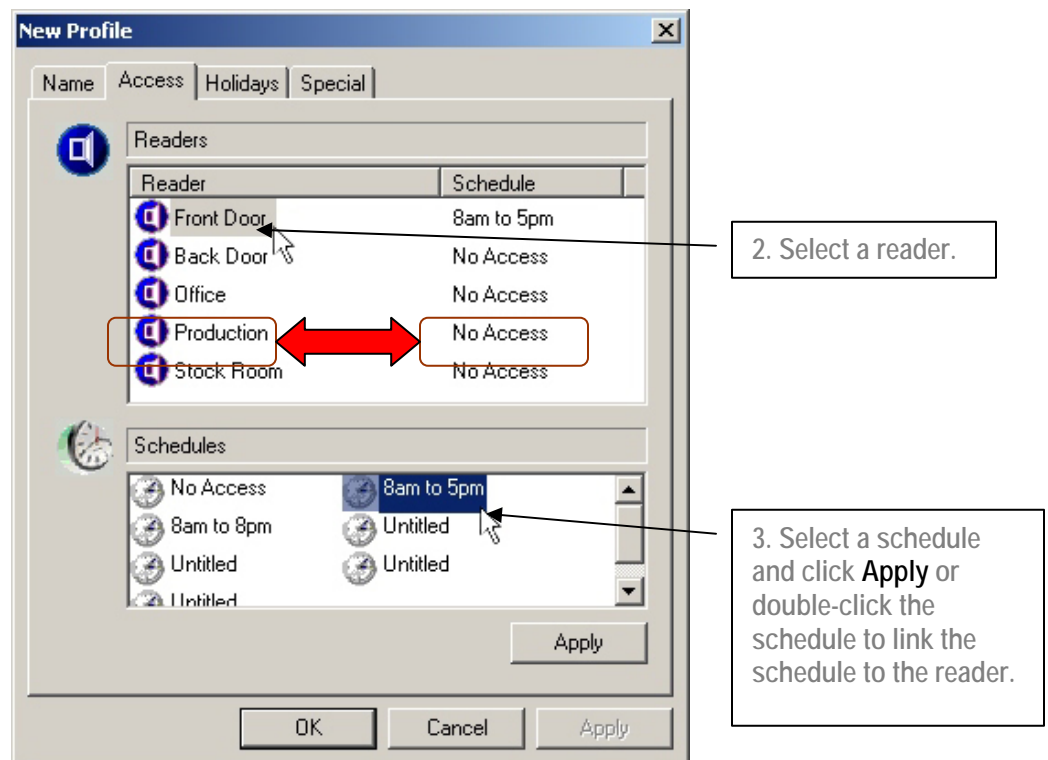 New Profile
Name Access Holidays Special
Readers
Reader Schedule
Front Door 8am to 5pm
Back Door No Access
Office No Access
Production No Access
Stock Room No Access
Schedules
No Access 8am to 5pm
8am to 8pm Untitled
Untitled Untitled
Untitled
Apply
OK Cancel Apply
2. Select a reader.
3. Select a schedule
and click Apply or
double-click the
schedule to link the
schedule to the reader.